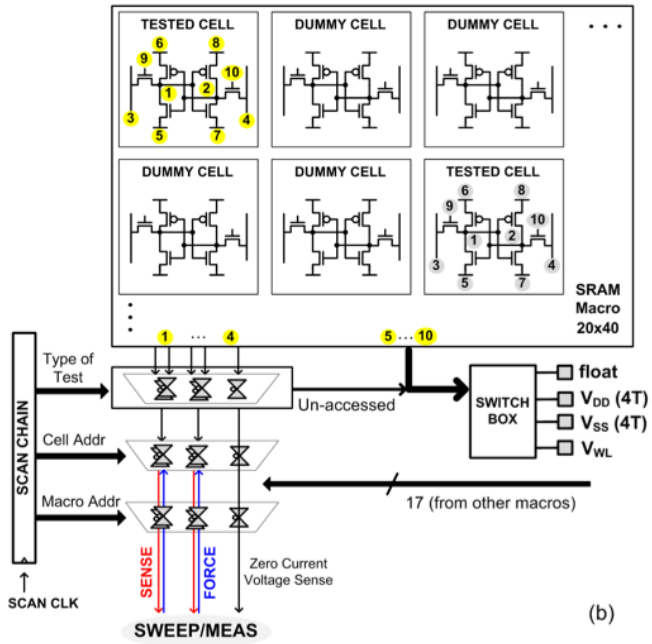 TESTED CELL
DUMMY CELL
DUMMY CELL
. . .
6
8
9
10
1
2
3
4
5
7
DUMMY CELL
DUMMY CELL
TESTED CELL
6
8
9
10
1
2
3
4
5
7
SRAM
Macro
20x40
1 ... 4
5 ... 10
SCAN CHAIN
Type of
Test
Un-accessed
SWITCH
BOX
float
VDD (4T)
VSS (4T)
VWL
Cell Addr
Macro Addr
17 (from other macros)
SENSE
FORCE
Zero Current
Voltage Sense
SCAN CLK
SWEEP/MEAS
(b)